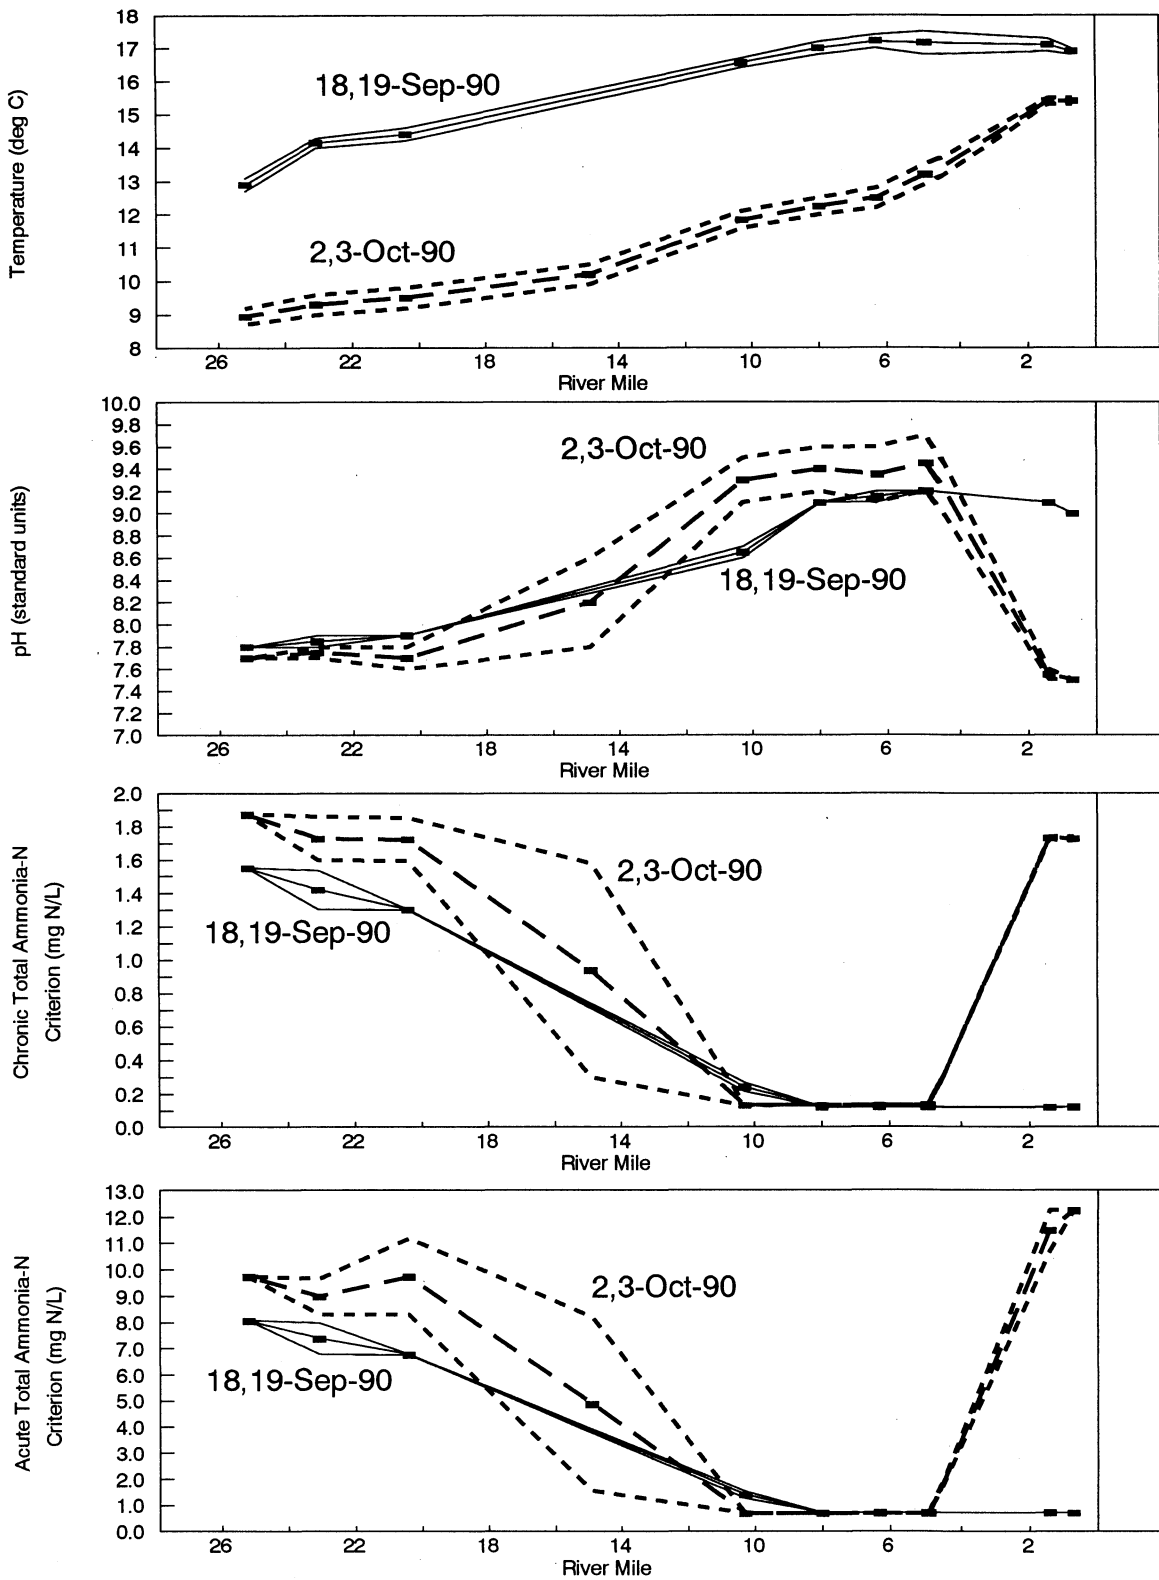 18
17
16
15
14
13
12
11
10
9
8
Temperature (deg C)
18,19-Sep-90
2,3-Oct-90
26 22 18 14 10 6 2
River Mile
10.0
9.8
9.6
9.4
9.2
9.0
8.8
8.6
8.4
8.2
8.0
7.8
7.6
7.4
7.2
7.0
pH (standard units)
2,3-Oct-90
18,19-Sep-90
26 22 18 14 10 6 2
River Mile
2.0
1.8
1.6
1.4
1.2
1.0
0.8
0.6
0.4
0.2
0.0
Chronic Total Ammonia-N
Criterion (mg N/L)
2,3-Oct-90
18,19-Sep-90
26 22 18 14 10 6 2
River Mile
13.0
12.0
11.0
10.0
9.0
8.0
7.0
6.0
5.0
4.0
3.0
2.0
1.0
0.0
Acute Total Ammonia-N
Criterion (mg N/L)
2,3-Oct-90
18,19-Sep-90
26 22 18 14 10 6 2
River Mile